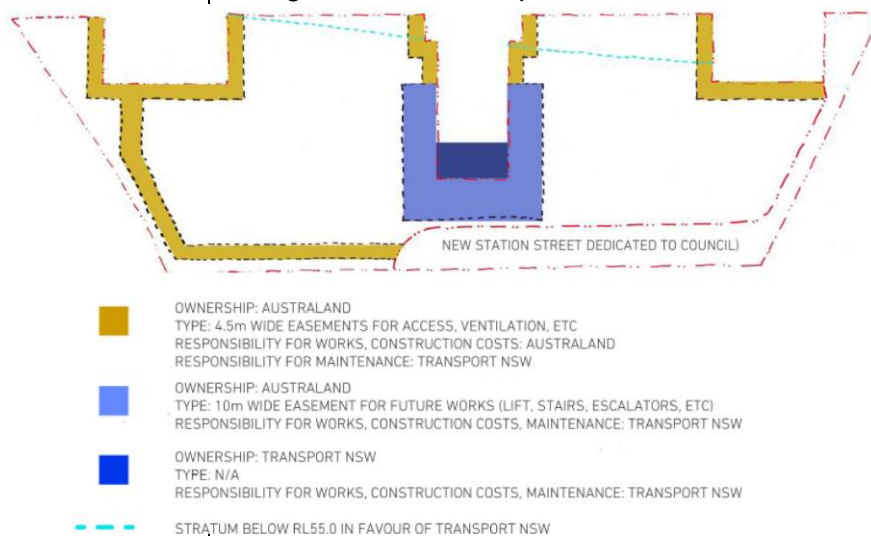 NEW STATION STREET DEDICATED TO COUNCIL)
OWNERSHIP: AUSTRALAND
TYPE: 4.5m WIDE EASEMENTS FOR ACCESS, VENTILATION, ETC
RESPONSIBILITY FOR WORKS, CONSTRUCTION COSTS: AUSTRALAND
RESPONSIBILITY FOR MAINTENANCE: TRANSPORT NSW
OWNERSHIP: AUSTRALAND
TYPE: 10m WIDE EASEMENT FOR FUTURE WORKS (LIFT, STAIRS, ESCALATORS, ETC)
RESPONSIBILITY FOR WORKS, CONSTRUCTION COSTS, MAINTENANCE: TRANSPORT NSW
OWNERSHIP: TRANSPORT NSW
TYPE: N/A
RESPONSIBILITY FOR WORKS, CONSTRUCTION COSTS, MAINTENANCE: TRANSPORT NSW
STRATUM BELOW RL55.0 IN FAVOUR OF TRANSPORT NSW